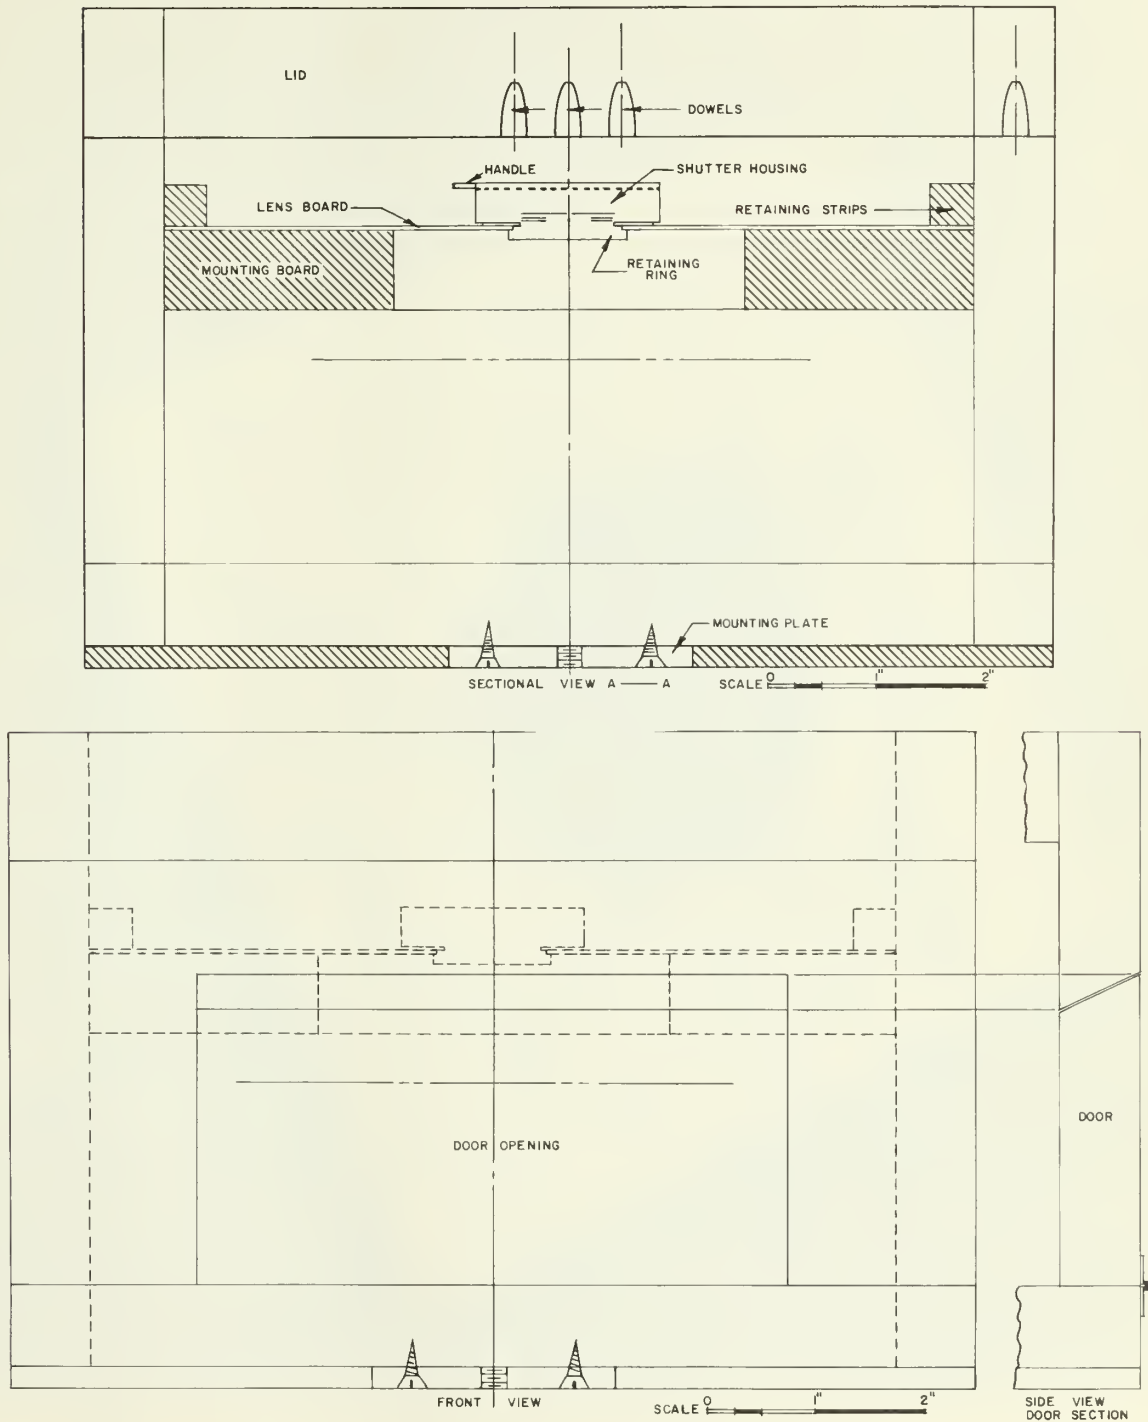 LID
DOWELS
HANDLE
SHUTTER HOUSING
LENS BOARD
RETAINING STRIPS
MOUNTING BOARD
RETAINING
RING
MOUNTING PLATE
SECTIONAL VIEW A — A
SCALE 0 1" 2"
DOOR
DOOR OPENING
FRONT VIEW
SCALE 0 1" 2"
SIDE VIEW
DOOR SECTION